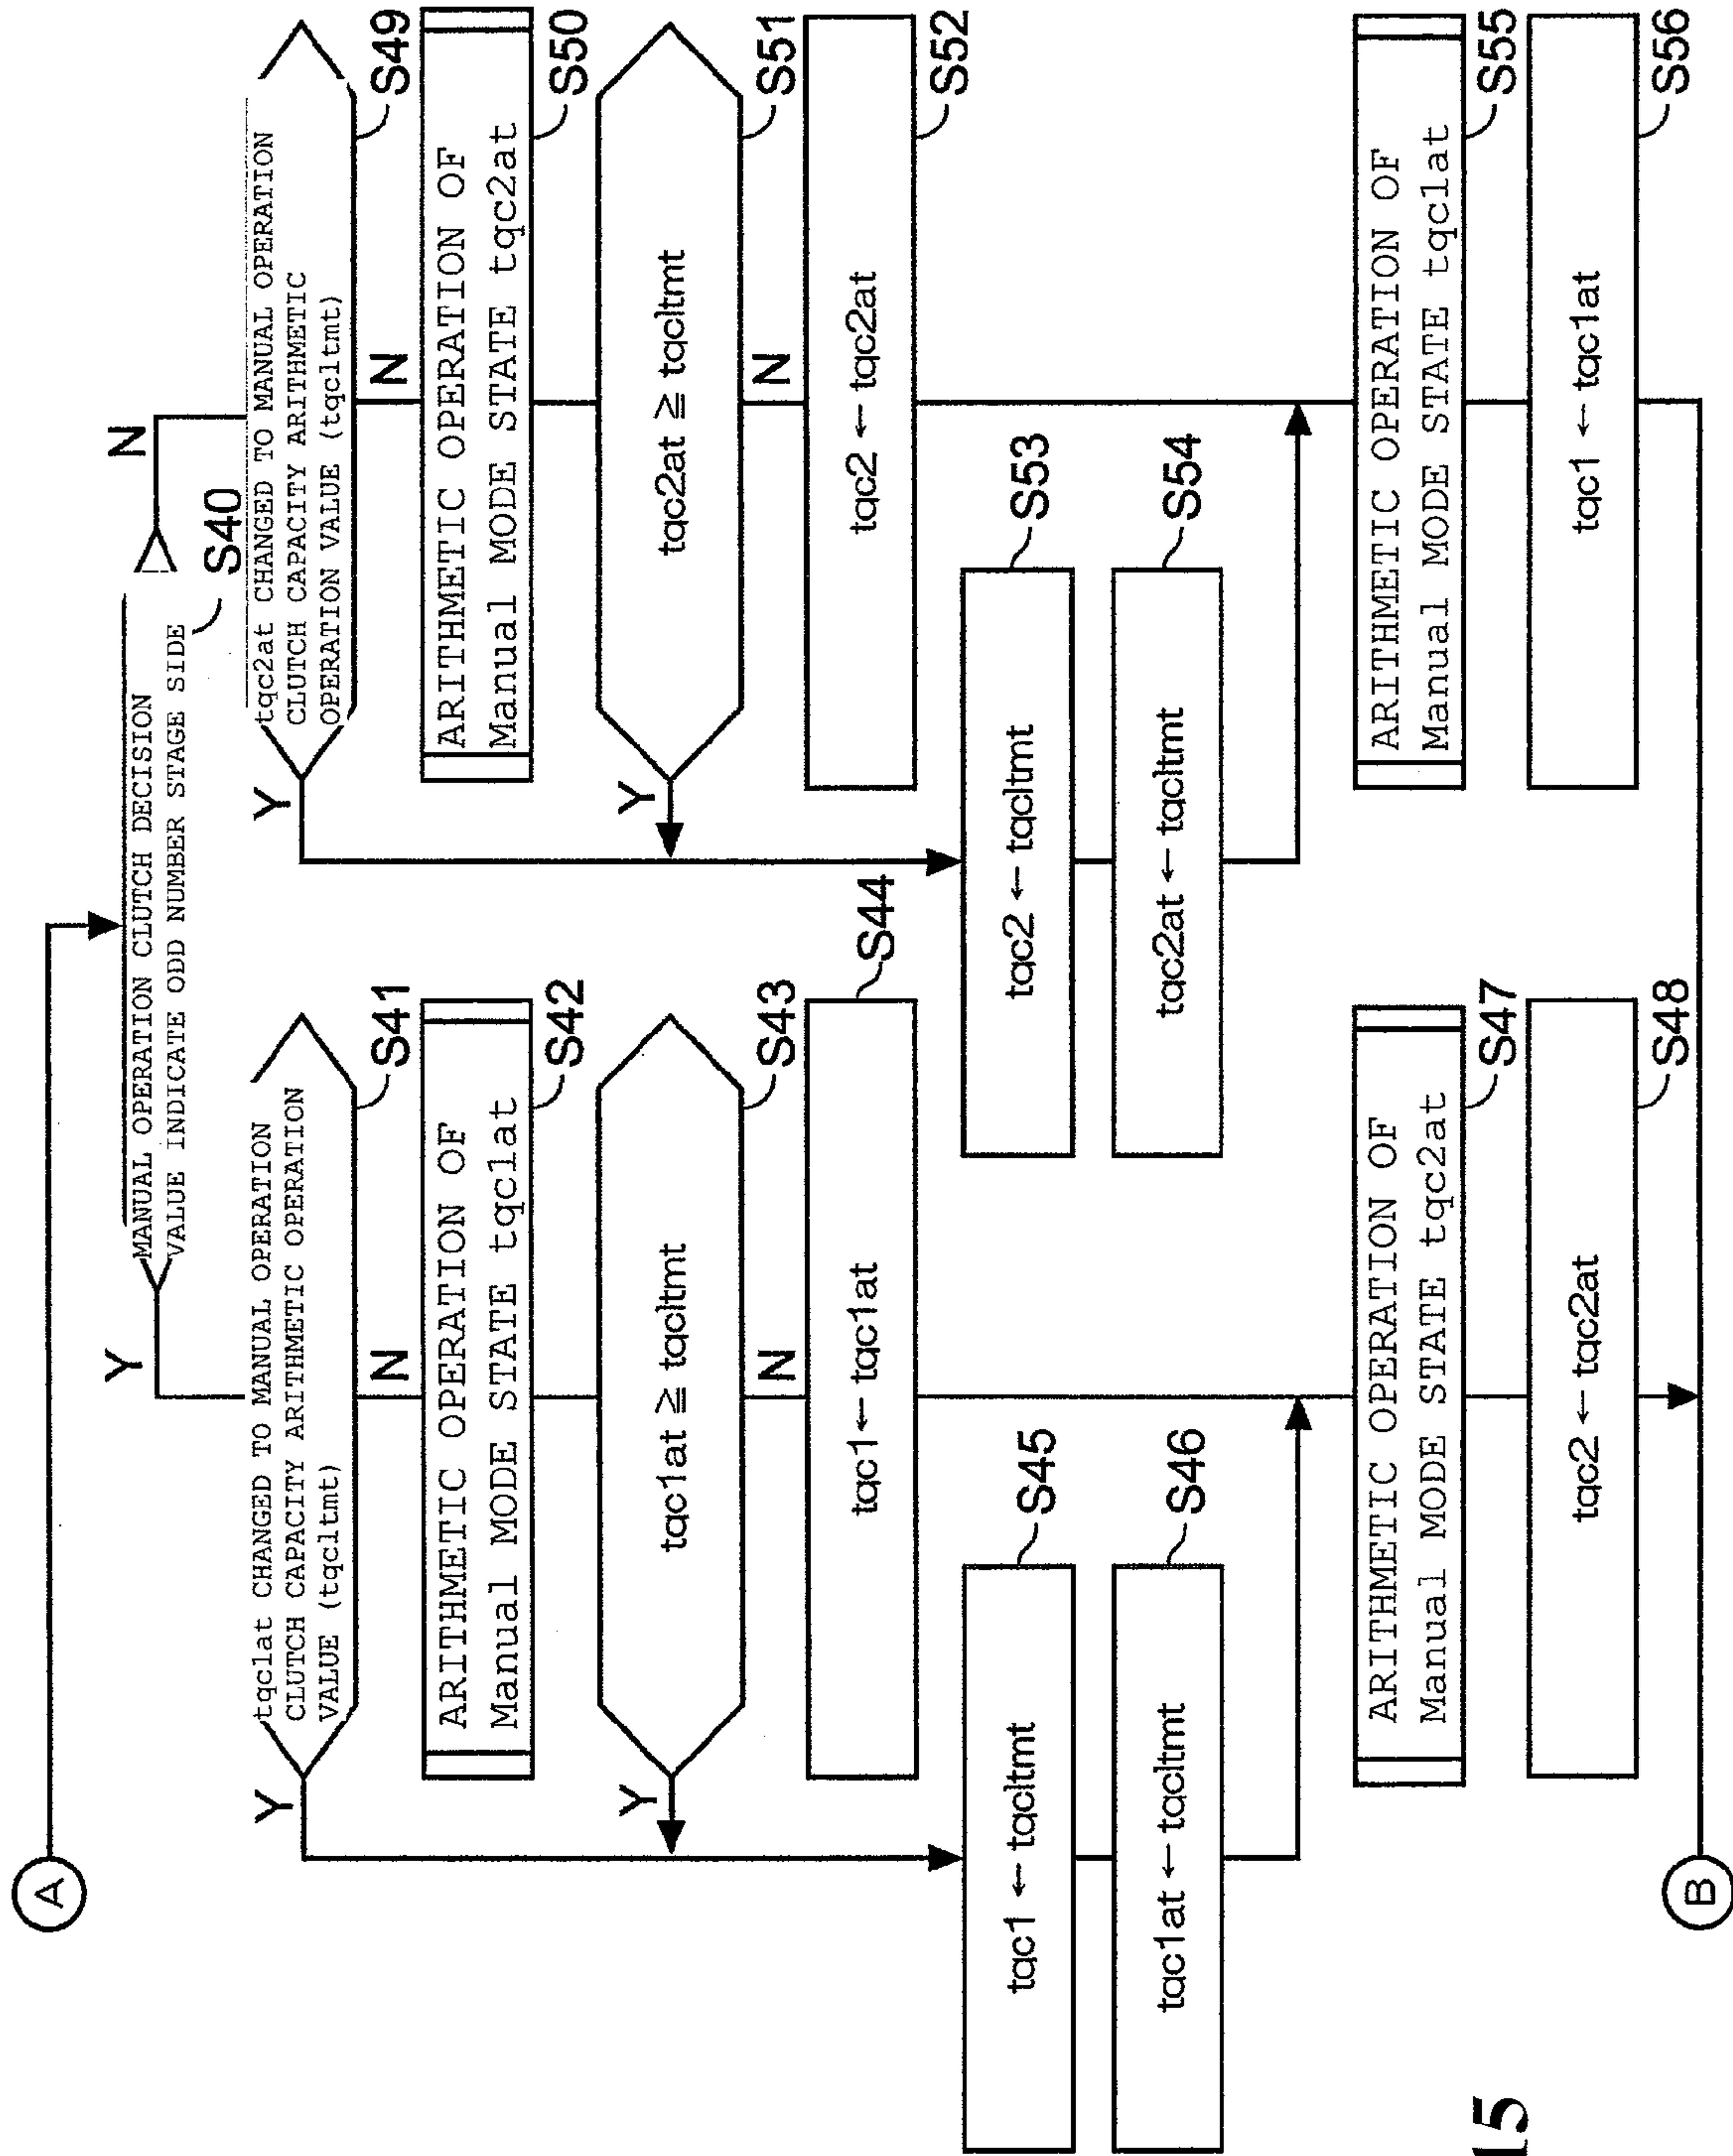 A
MANUAL OPERATION CLUTCH DECISION
VALUE INDICATE ODD NUMBER STAGE SIDE
S40
Y
N
tqc1at CHANGED TO MANUAL OPERATION
CLUTCH CAPACITY ARITHMETIC OPERATION
VALUE (tqcltmt)
S41
Y
N
ARITHMETIC OPERATION OF
Manual MODE STATE tqc1at
S42
tqc1at ≧ tqcltmt
S43
Y
N
tqc1 ← tqc1at
S44
tqc1 ← tqcltmt
S45
tqc1at ← tqcltmt
S46
ARITHMETIC OPERATION OF
Manual MODE STATE tqc2at
S47
tqc2 ← tqc2at
S48
tqc2at CHANGED TO MANUAL OPERATION
CLUTCH CAPACITY ARITHMETIC
OPERATION VALUE (tqcltmt)
S49
Y
N
ARITHMETIC OPERATION OF
Manual MODE STATE tqc2at
S50
tqc2at ≧ tqcltmt
S51
Y
N
tqc2 ← tqc2at
S52
tqc2 ← tqcltmt
S53
tqc2at ← tqcltmt
S54
ARITHMETIC OPERATION OF
Manual MODE STATE tqc1at
S55
tqc1 ← tqc1at
S56
B
15